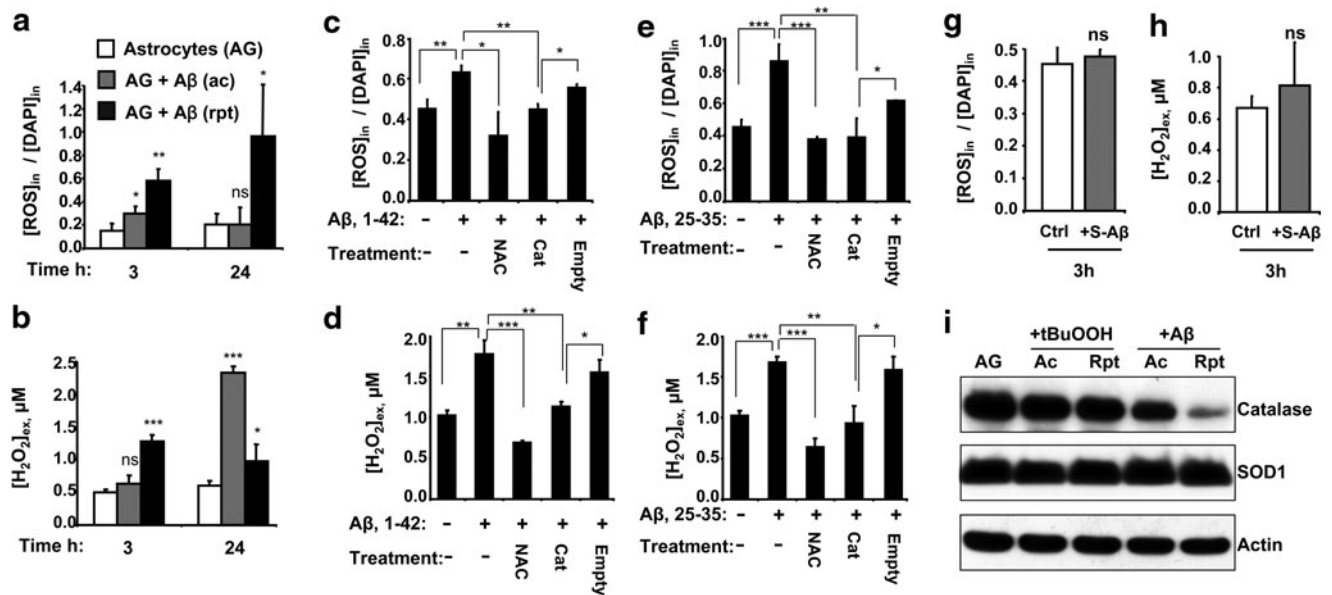 a
Astrocytes (AG)
AG + Aβ (ac)
AG + Aβ (rpt)
[ROS]in / [DAPI]in
1.4
1.2
1.0
0.8
0.6
0.4
0.2
0.0
*
**
ns
*
Time h: 3 24
b
[H2O2]ex, μM
2.5
2.0
1.5
1.0
0.5
0.0
ns
***
***
*
Time h: 3 24
c
[ROS]in / [DAPI]in
0.8
0.6
0.4
0.2
0.0
**
** * *
Aβ, 1-42: – + + + +
Treatment:– – NAC Cat Empty
d
[H2O2]ex, μM
2.0
1.5
1.0
0.5
0
**
** *** *
Aβ, 1-42: – + + + +
Treatment:– – NAC Cat Empty
e
[ROS]in / [DAPI]in
1.0
0.8
0.6
0.4
0.2
0.0
**
*** *** *
Aβ, 25-35: – + + + +
Treatment:– – NAC Cat Empty
f
[H2O2]ex, μM
2.0
1.5
1.0
0.5
0
**
*** *** *
Aβ, 25-35: – + + + +
Treatment:– – NAC Cat Empty
g
[ROS]in / [DAPI]in
0.5
0.4
0.3
0.2
0.1
0
ns
Ctrl +S-Aβ
3h
h
[H2O2]ex, μM
1.2
1.0
0.8
0.6
0.4
0.2
0.0
ns
Ctrl +S-Aβ
3h
i
+tBuOOH +Aβ
AG Ac Rpt Ac Rpt
Catalase
SOD1
Actin